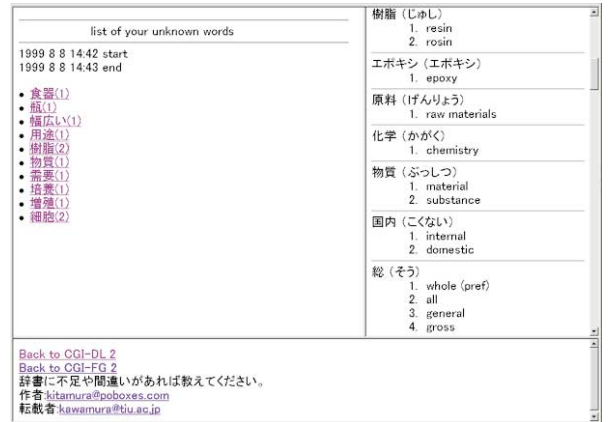 list of your unknown words
1999 8 8 14:42 start
1999 8 8 14:43 end
• 食器(1)
• 瓶(1)
• 幅広い(1)
• 用途(1)
• 樹脂(2)
• 物質(1)
• 需要(1)
• 培養(1)
• 増殖(1)
• 細胞(2)
樹脂 (じゅし)
1. resin
2. rosin
エポキシ (エポキシ)
1. epoxy
原料 (げんりょう)
1. raw materials
化学 (かがく)
1. chemistry
物質 (ぶっしつ)
1. material
2. substance
国内 (こくない)
1. internal
2. domestic
総 (そう)
1. whole (pref)
2. all
3. general
4. gross
Back to CGI-DL 2
Back to CGI-FG 2
辞書に不足や間違いがあれば教えてください。
作者:kitamura@poboxes.com
転載者:kawamura@tiu.ac.jp